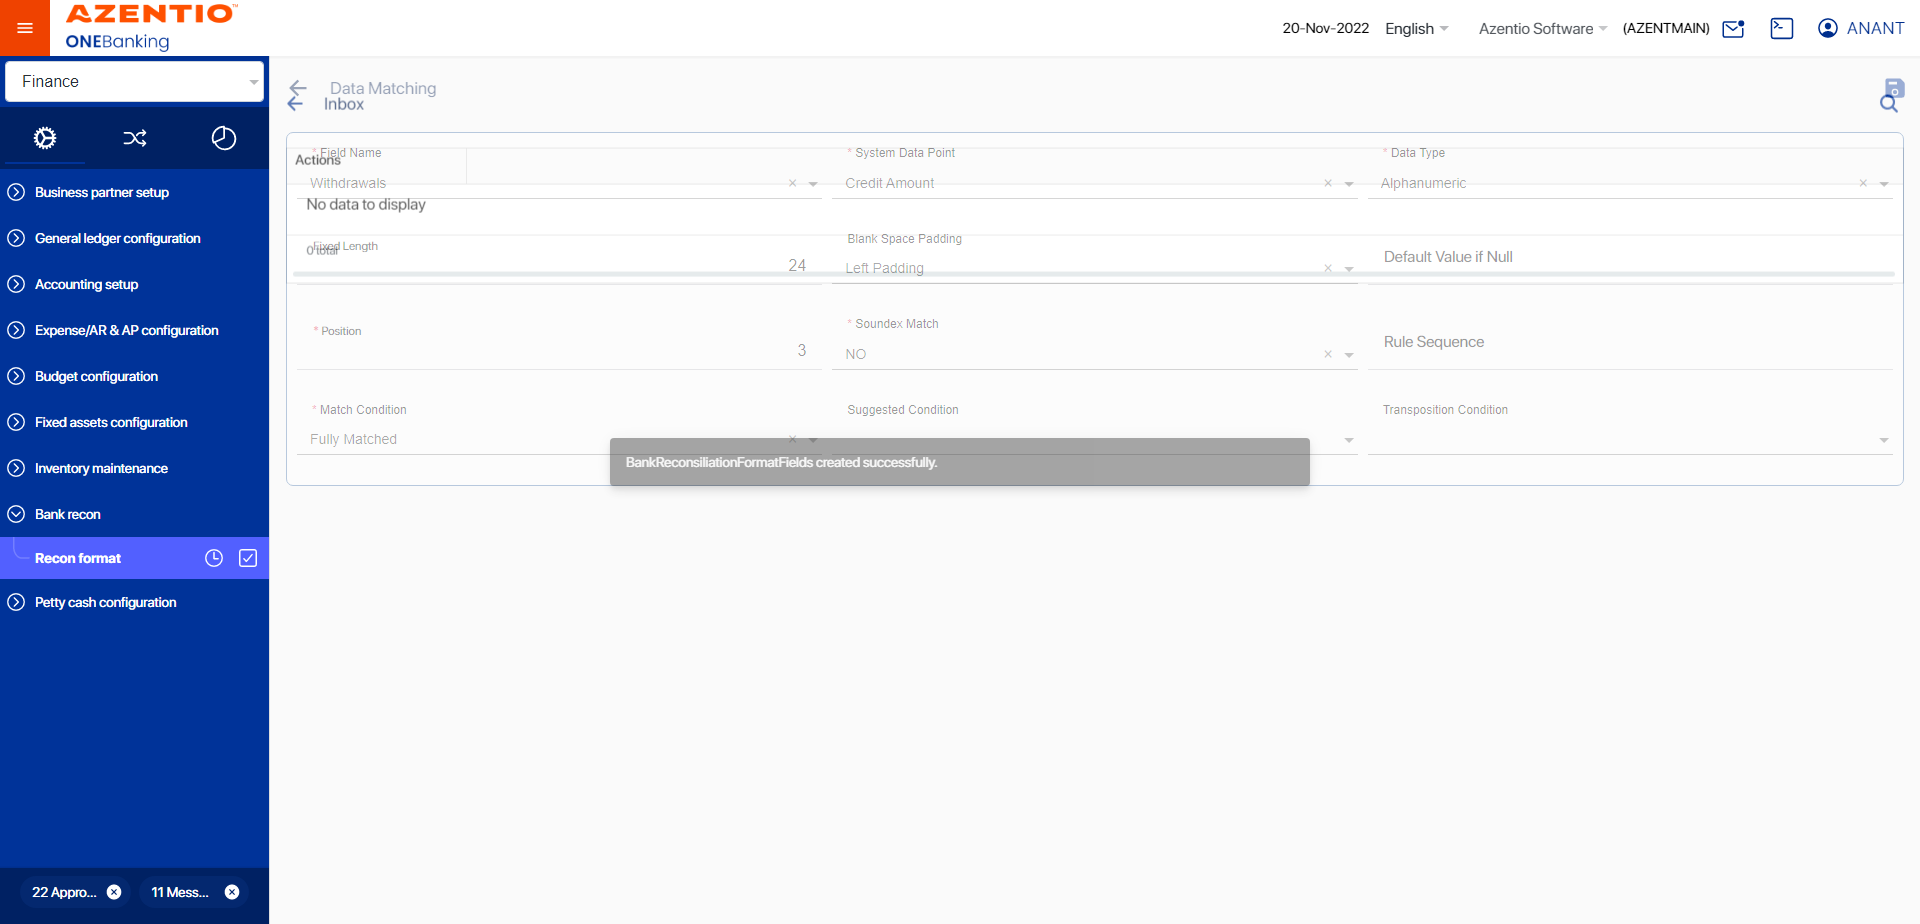 AZENTIO™
ONEBanking
20-Nov-2022
English
Azentio Software
(AZENTMAIN)
ANANT
Finance
Business partner setup
General ledger configuration
Accounting setup
Expense/AR & AP configuration
Budget configuration
Fixed assets configuration
Inventory maintenance
Bank recon
Recon format
Petty cash configuration
22 Appro...
11 Mess...
Data Matching
Inbox
Actions
No data to display
0 total
* Field Name
Withdrawals
* System Data Point
Credit Amount
* Data Type
Alphanumeric
Fixed Length
24
Blank Space Padding
Left Padding
Default Value if Null
* Position
3
* Soundex Match
NO
Rule Sequence
* Match Condition
Fully Matched
Suggested Condition
Transposition Condition
BankReconsiliationFormatFields created successfully.